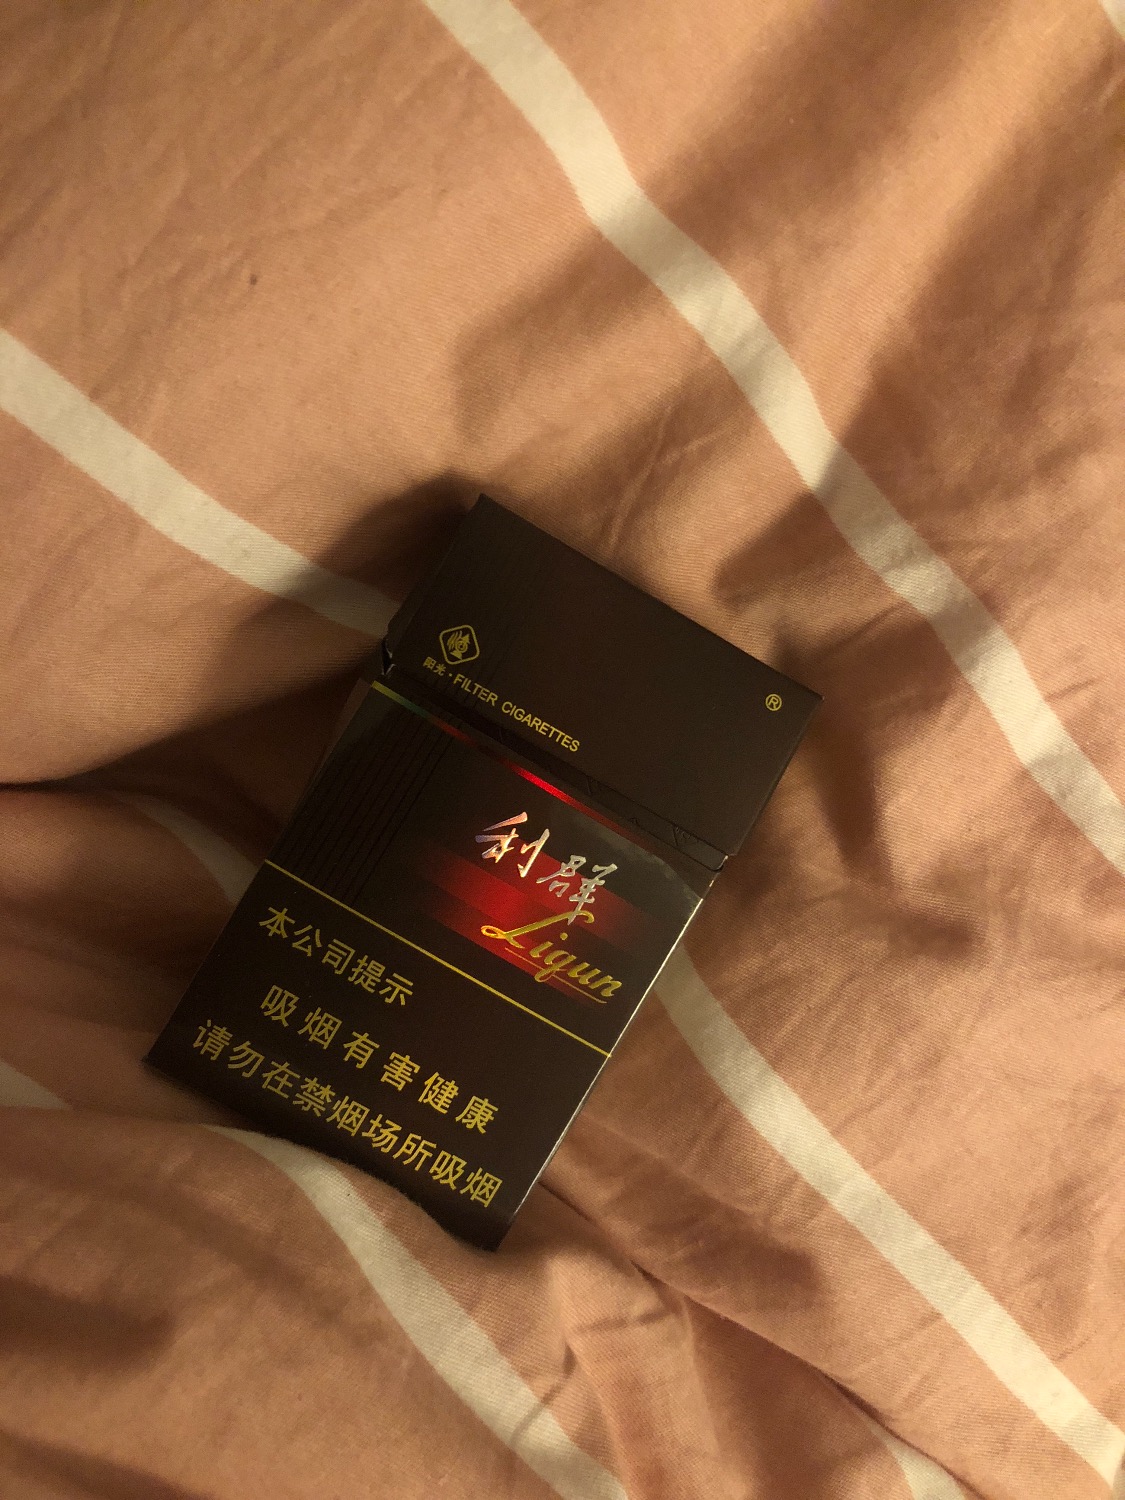 阳光·FILTER CIGARETTES
®
利群
Liqun
本公司提示
吸烟有害健康
请勿在禁烟场所吸烟